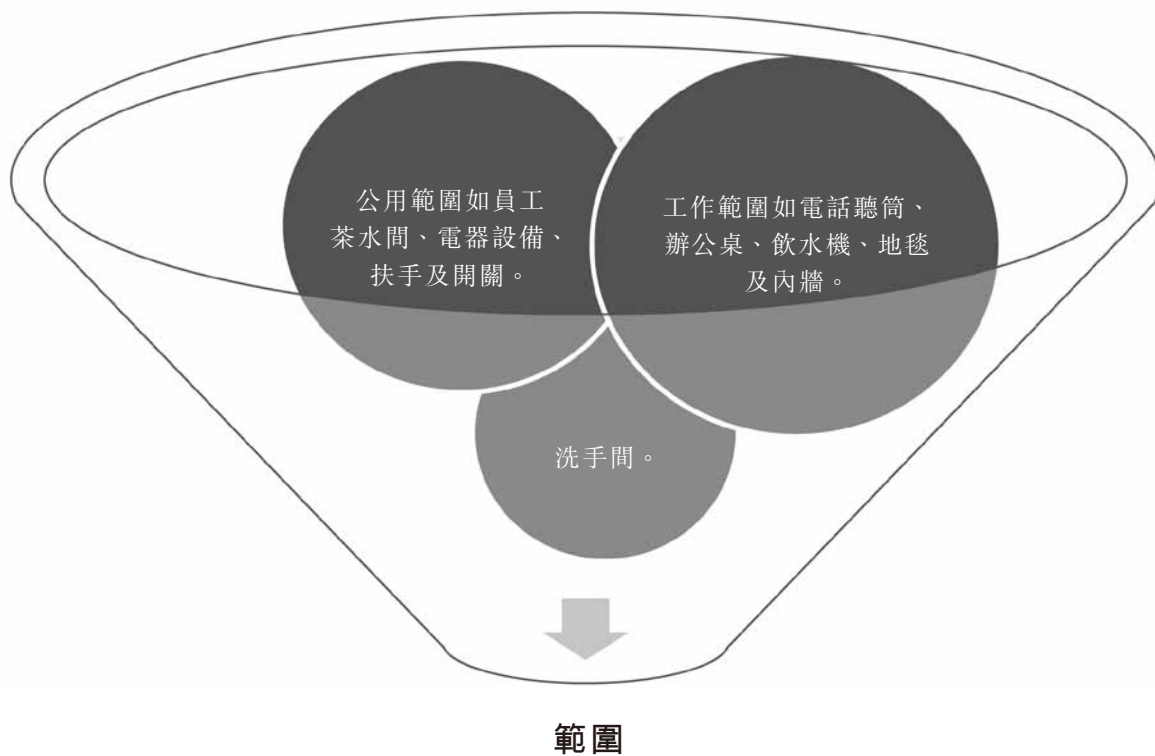 公用範圍如員工
茶水間、電器設備、
扶手及開關。
工作範圍如電話聽筒、
辦公桌、飲水機、地毯
及內牆。
洗手間。
範圍